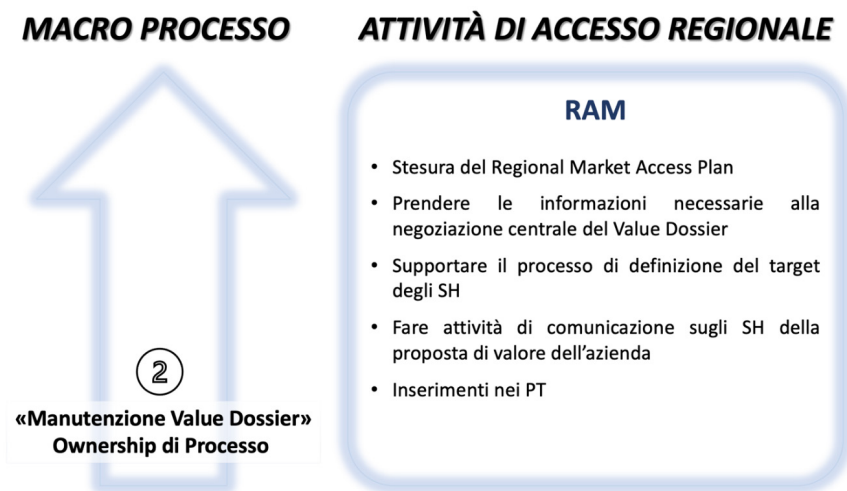 MACRO PROCESSO
ATTIVITÀ DI ACCESSO REGIONALE
RAM
• Stesura del Regional Market Access Plan
• Prendere le informazioni necessarie alla
negoziazione centrale del Value Dossier
• Supportare il processo di definizione del target
degli SH
• Fare attività di comunicazione sugli SH della
proposta di valore dell’azienda
• Inserimenti nei PT
2
«Manutenzione Value Dossier»
Ownership di Processo